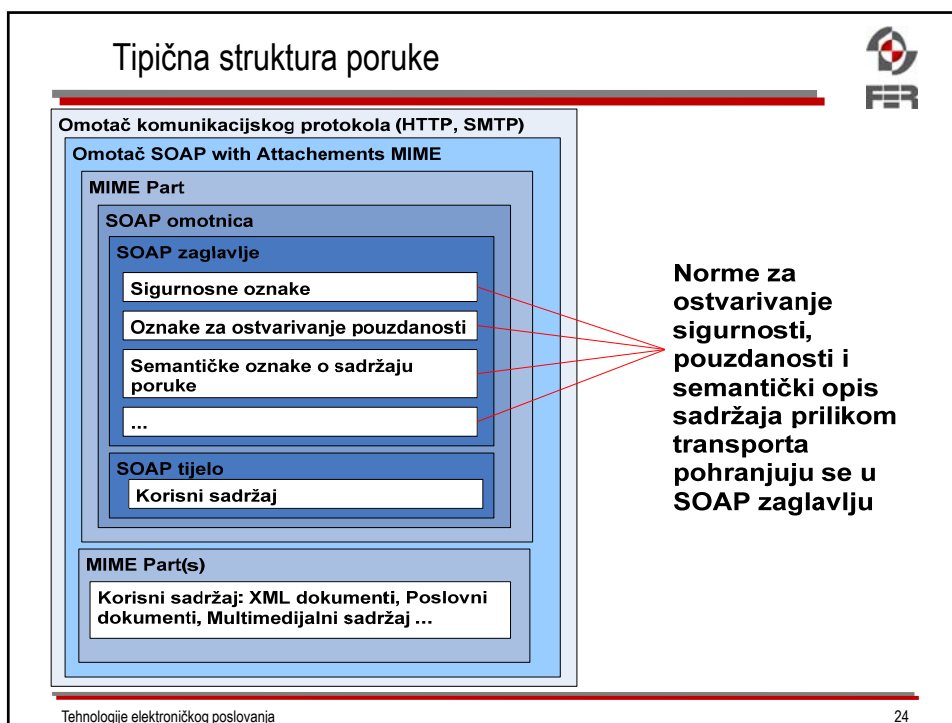 Tipična struktura poruke
FER
Omotač komunikacijskog protokola (HTTP, SMTP)
Omotač SOAP with Attachements MIME
MIME Part
SOAP omotnica
SOAP zaglavlje
Sigurnosne oznake
Oznake za ostvarivanje pouzdanosti
Semantičke oznake o sadržaju
poruke
...
SOAP tijelo
Korisni sadržaj
MIME Part(s)
Korisni sadržaj: XML dokumenti, Poslovni
dokumenti, Multimedijalni sadržaj ...
Norme za
ostvarivanje
sigurnosti,
pouzdanosti i
semantički opis
sadržaja prilikom
transporta
pohranjuju se u
SOAP zaglavlju
Tehnologije elektroničkog poslovanja
24